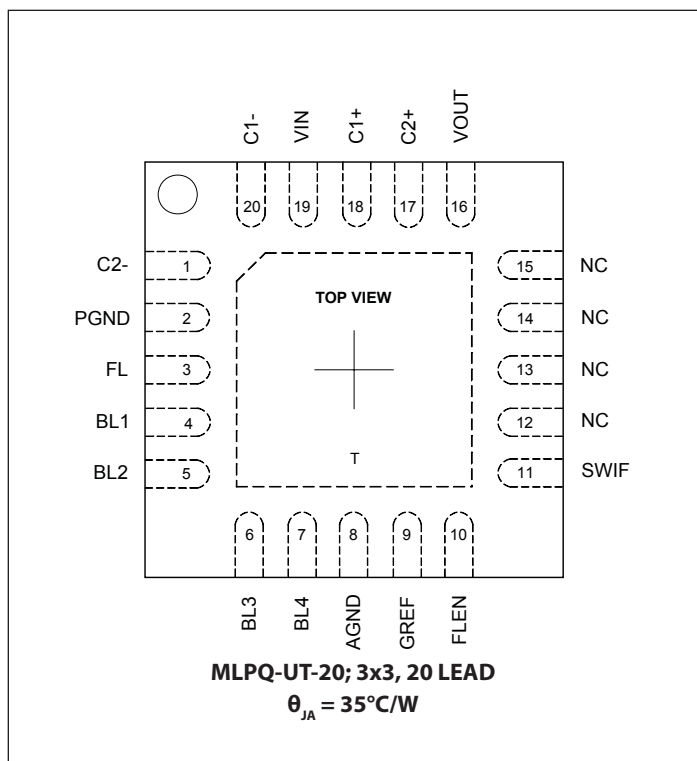 C1-
VIN
C1+
C2+
VOUT
20
19
18
17
16
C2- 1
PGND 2
FL 3
BL1 4
BL2 5
TOP VIEW
T
15 NC
14 NC
13 NC
12 NC
11 SWIF
6
7
8
9
10
BL3
BL4
AGND
GREF
FLEN
MLPQ-UT-20; 3x3, 20 LEAD
θJA = 35°C/W